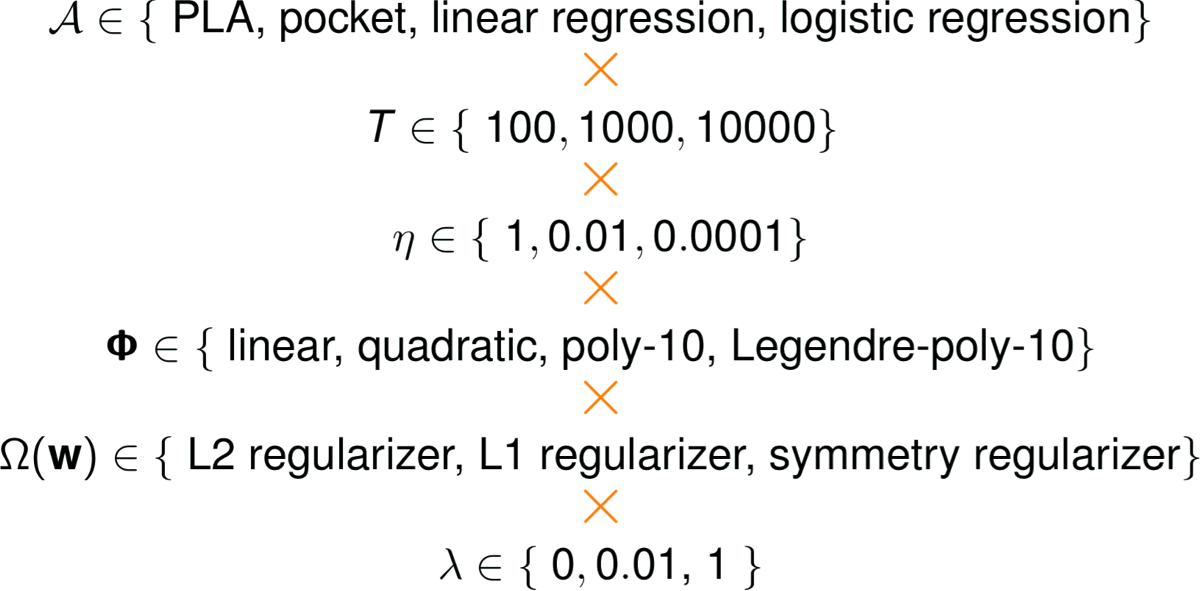 𝒜 ∈ { PLA, pocket, linear regression, logistic regression}
×
T ∈ { 100, 1000, 10000}
×
η ∈ { 1, 0.01, 0.0001}
×
Φ ∈ { linear, quadratic, poly-10, Legendre-poly-10}
×
Ω(w) ∈ { L2 regularizer, L1 regularizer, symmetry regularizer}
×
λ ∈ { 0, 0.01, 1 }